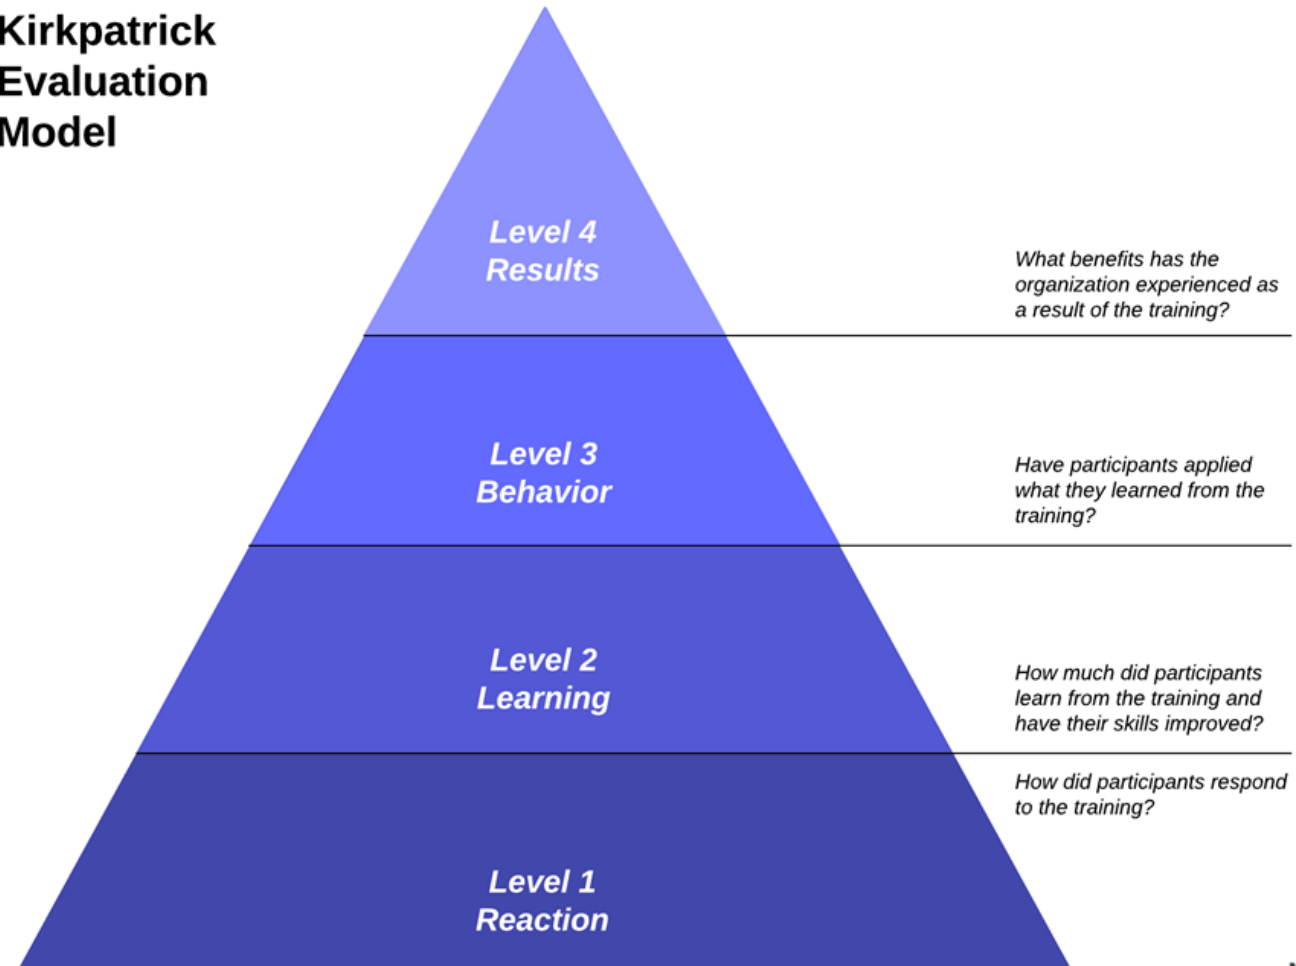 Kirkpatrick
Evaluation
Model
Level 4
Results
What benefits has the
organization experienced as
a result of the training?
Level 3
Behavior
Have participants applied
what they learned from the
training?
Level 2
Learning
How much did participants
learn from the training and
have their skills improved?
How did participants respond
to the training?
Level 1
Reaction